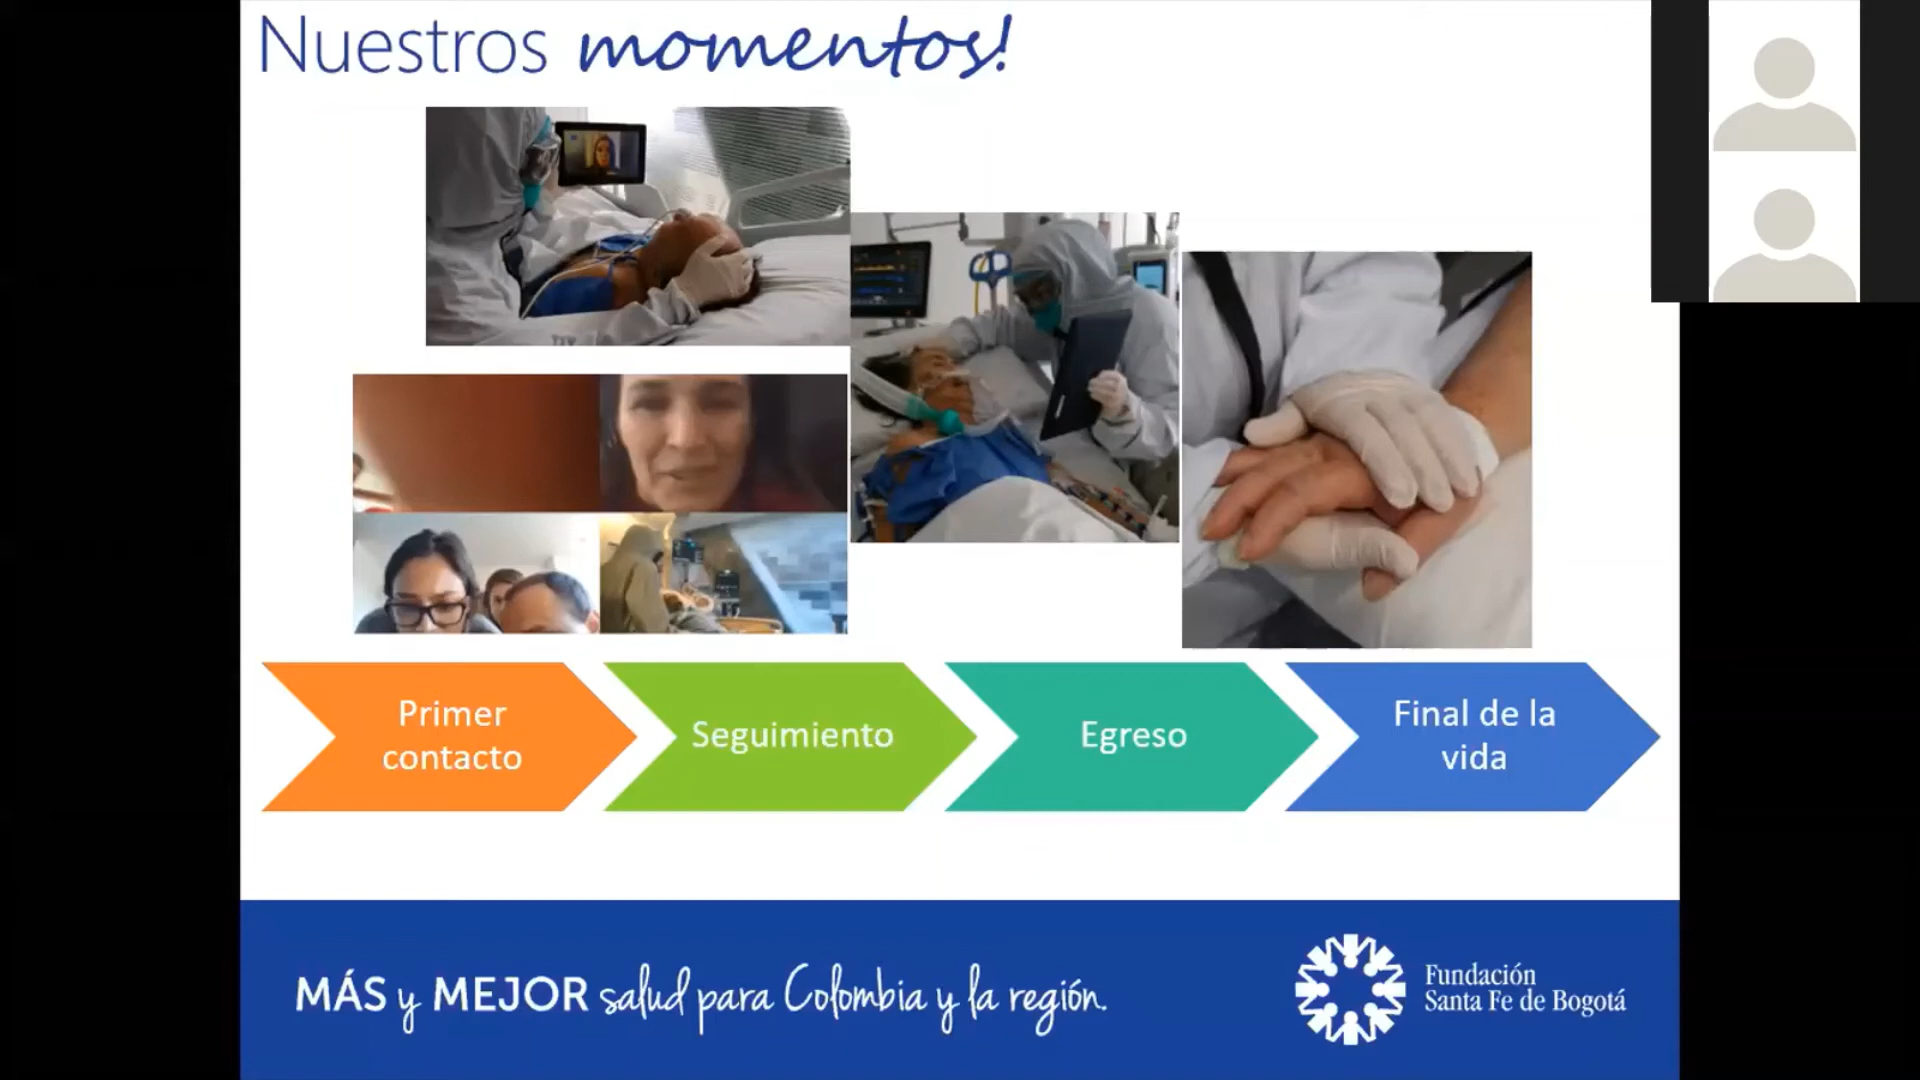 Nuestros momentos!
Primer
contacto
Seguimiento
Egreso
Final de la
vida
MÁS y MEJOR salud para Colombia y la región.
Fundación
Santa Fe de Bogotá